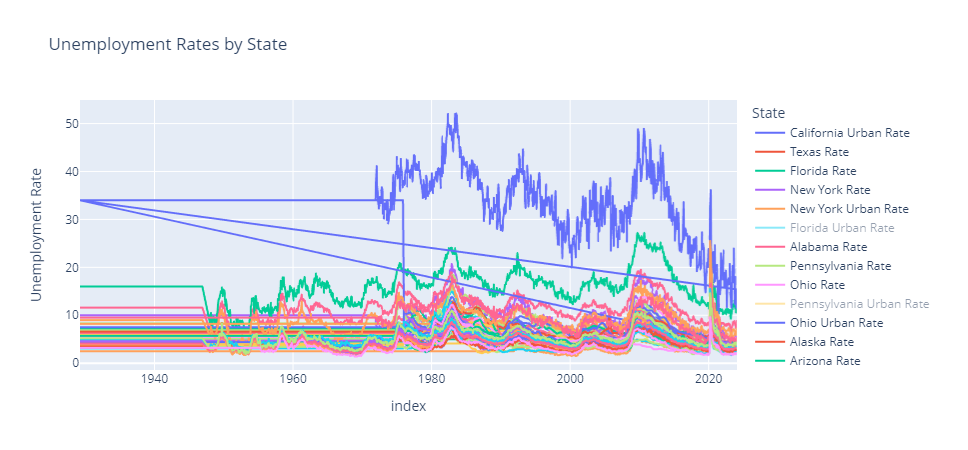 Unemployment Rates by State
State
California Urban Rate
Texas Rate
Florida Rate
New York Rate
New York Urban Rate
Florida Urban Rate
Alabama Rate
Pennsylvania Rate
Ohio Rate
Pennsylvania Urban Rate
Ohio Urban Rate
Alaska Rate
Arizona Rate
Unemployment Rate
50
40
30
20
10
0
1940
1960
1980
2000
2020
index